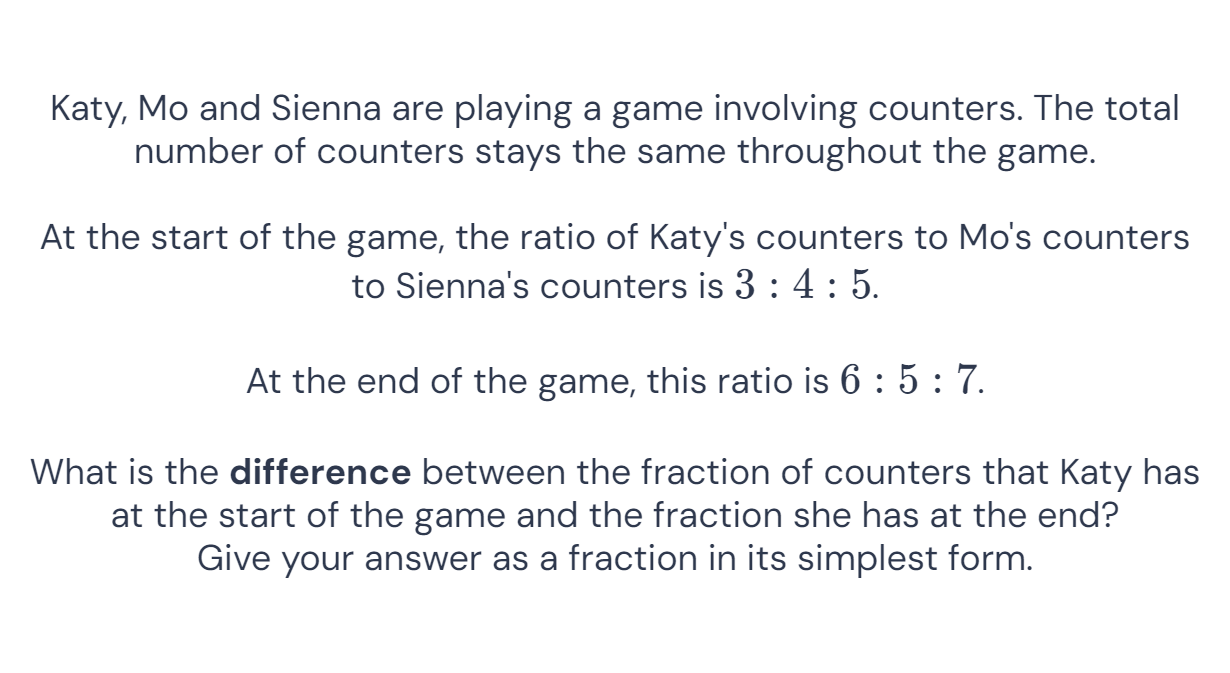 Katy, Mo and Sienna are playing a game involving counters. The total
number of counters stays the same throughout the game.
At the start of the game, the ratio of Katy's counters to Mo's counters
to Sienna's counters is 3 : 4 : 5.
At the end of the game, this ratio is 6 : 5 : 7.
What is the difference between the fraction of counters that Katy has
at the start of the game and the fraction she has at the end?
Give your answer as a fraction in its simplest form.